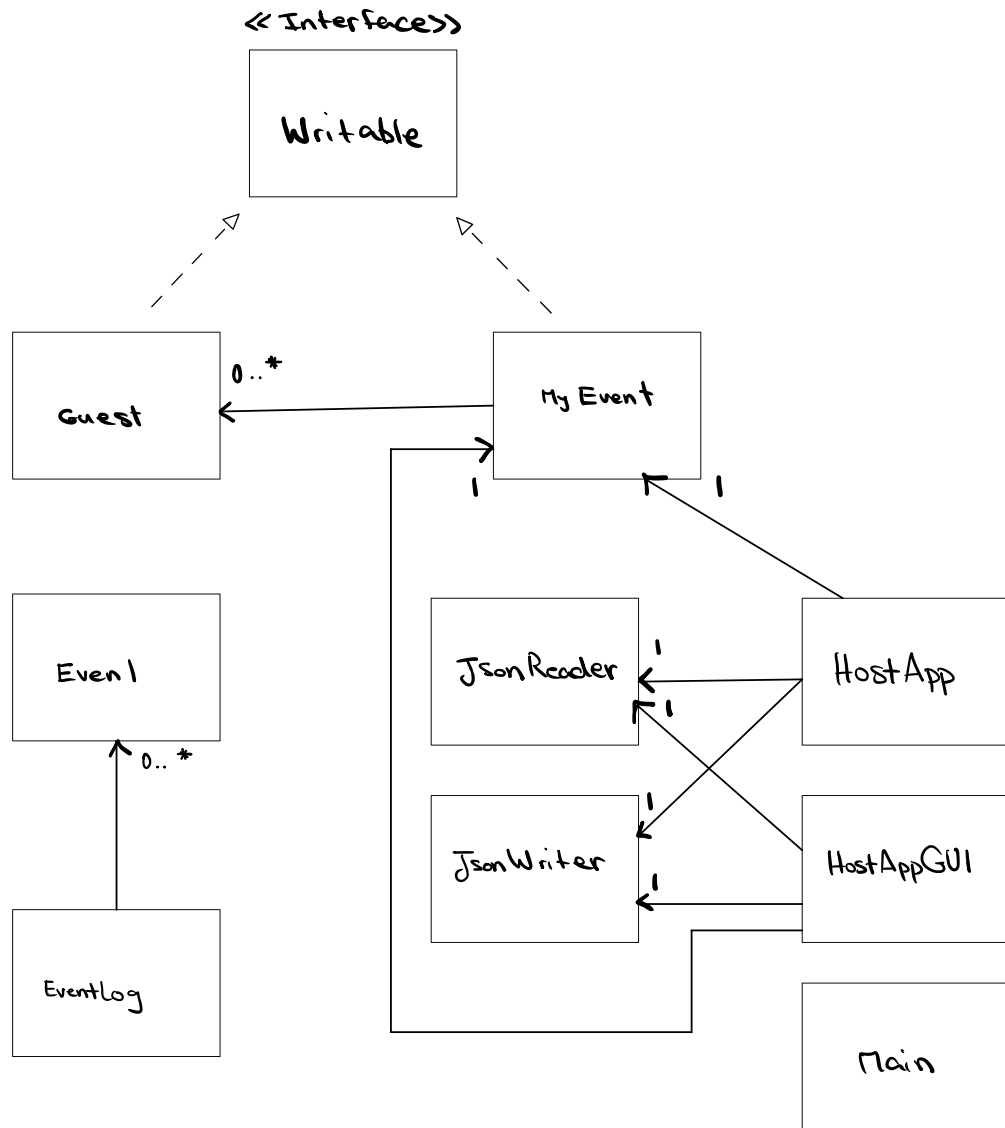 << Interface >>
Writable
0..*
Guest
My Event
1
1
Event
0..*
1
JsonReader
HostApp
1
1
JsonWriter
HostAppGUI
1
EventLog
Main